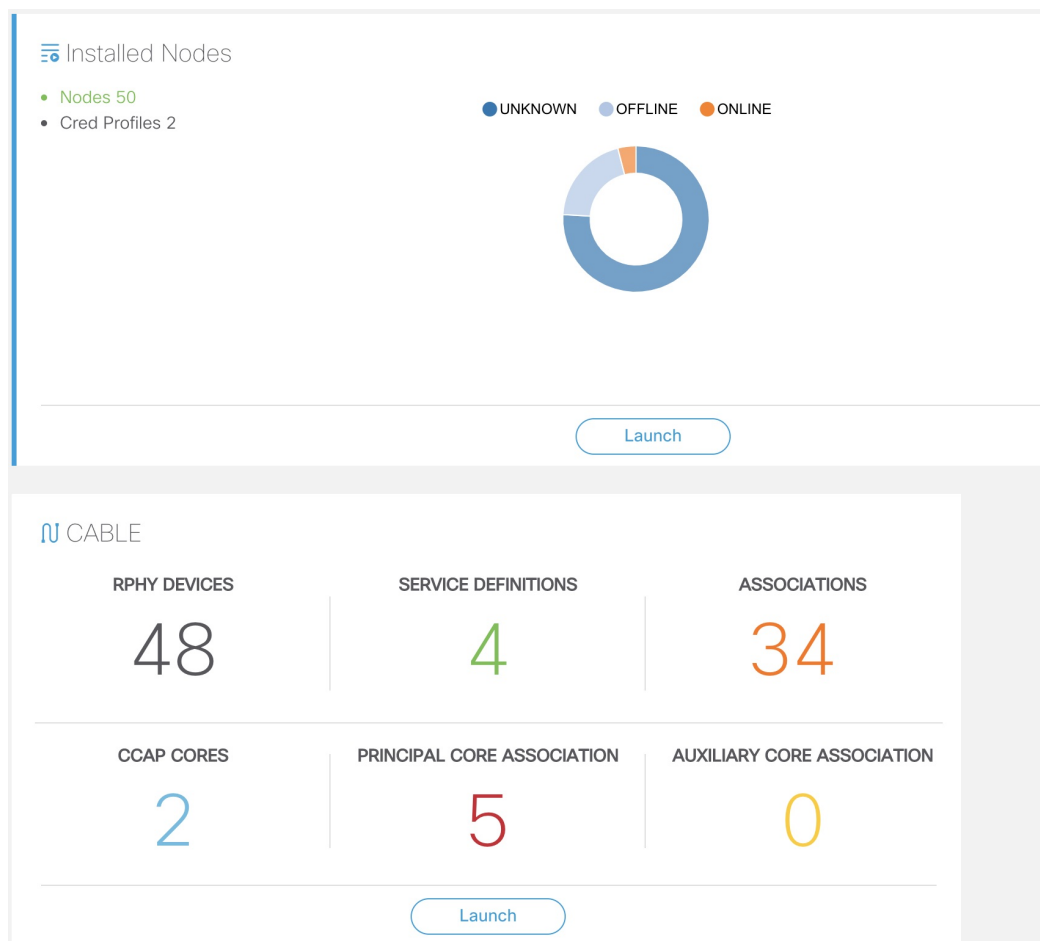 Installed Nodes
Nodes 50
Cred Profiles 2
UNKNOWN OFFLINE ONLINE
Launch
CABLE
RPHY DEVICES SERVICE DEFINITIONS ASSOCIATIONS
48 4 34
CCAP CORES PRINCIPAL CORE ASSOCIATION AUXILIARY CORE ASSOCIATION
2 5 0
Launch